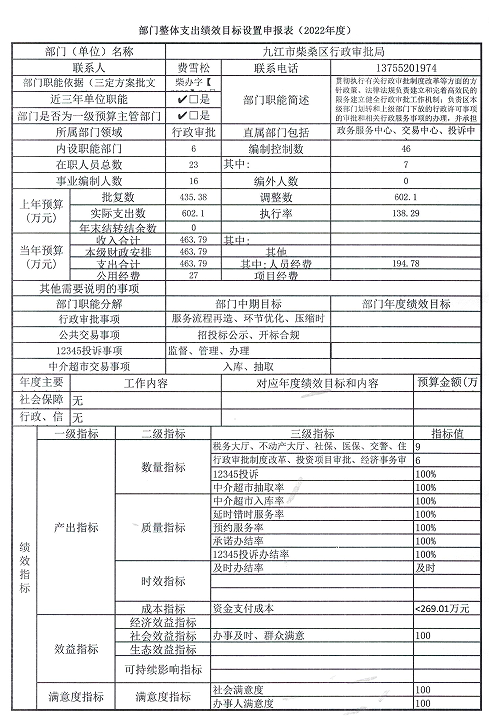 部门整体支出绩效目标设置申报表（2022年度）
部门（单位）名称 九江市柴桑区行政审批局
联系人 费雪松 联系电话 13755201974
部门职能依据（三定方案批文 柴办字【 部门职能简述 贯彻执行有关行政审批制度改革等方面的方
针政策、法律法规负责建立和完善高效民的
近三年单位职能 ✔□是 服务建立健全行政审批工作机制；负责区本
级部门划转和上级部门下放的行政许可事项
部门是否为一级预算主管部门 ✔□是 的审批和相关行政服务事项的办理，并承担
所属部门领域 行政审批 直属部门包括 政务服务中心、交易中心、投诉中
内设职能部门 6 编制控制数 46
在职人员总数 23 其中： 7
事业编制人数 16 编外人数 0
上年预算(万元) 批复数 435.38 调整数 602.1
实际支出数 602.1 执行率 138.29
年末结转结余数 0
当年预算(万元) 收入合计 463.79 其中：
本级财政安排 463.79 其他
支出合计 463.79 其中:人员经费 194.78
公用经费 27 项目经费
其他需要说明的事项
部门职能分解 部门中期目标 部门年度绩效目标
行政审批事项 服务流程再造、环节优化、压缩时
公共交易事项 招投标公示、开标合规
12345投诉事项 监督、管理、办理
中介超市交易事项 入库、抽取
年度主要 工作内容 对应年度绩效目标和内容 预算金额(万
社会保障 无
行政、信 无
绩效指标 一级指标 二级指标 三级指标 指标值
产出指标 数量指标 税务大厅、不动产大厅、社保、医保、交警、住 9
行政审批制度改革、投资项目审批、经济事务审 6
12345投诉 100%
中介超市抽取率 100%
质量指标 中介超市入库率 100%
延时错时服务率 100%
预约服务率 100%
承诺办结率 100%
12345投诉办结率 100%
时效指标 及时办结率 及时
成本指标 资金支付成本 <269.01万元
效益指标 经济效益指标
社会效益指标 办事及时、群众满意 100
生态效益指标
可持续影响指标
满意度指标 满意度指标 社会满意度 100
办事人满意度 100